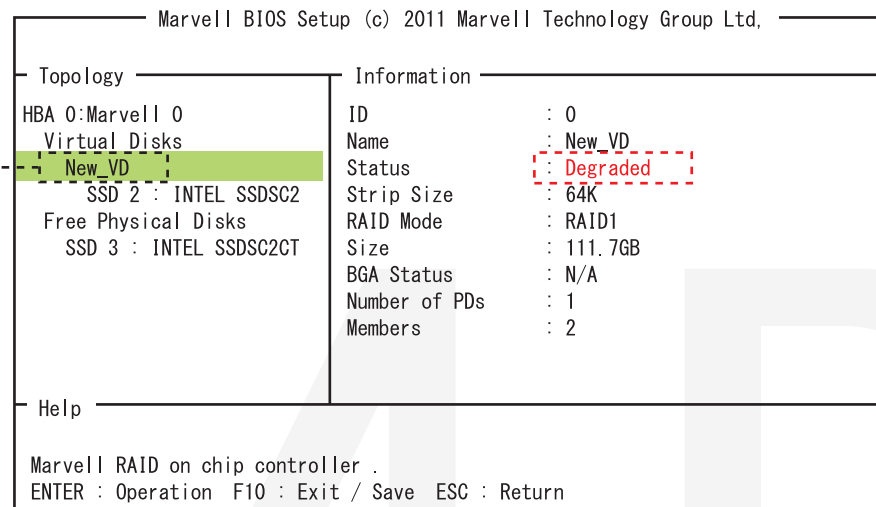 Marvell BIOS Setup (c) 2011 Marvell Technology Group Ltd,
Topology
HBA 0:Marvell 0
Virtual Disks
New_VD
SSD 2 : INTEL SSDSC2
Free Physical Disks
SSD 3 : INTEL SSDSC2CT
Information
ID : 0
Name : New_VD
Status : Degraded
Strip Size : 64K
RAID Mode : RAID1
Size : 111.7GB
BGA Status : N/A
Number of PDs : 1
Members : 2
Help
Marvell RAID on chip controller .
ENTER : Operation F10 : Exit / Save ESC : Return